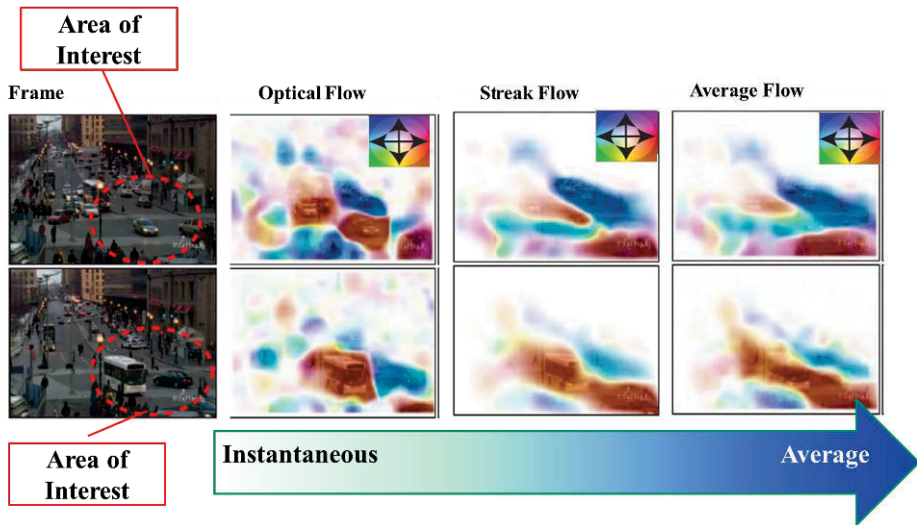 Area of
Interest
Frame
Optical Flow
Streak Flow
Average Flow
Instantaneous
Average
Area of
Interest